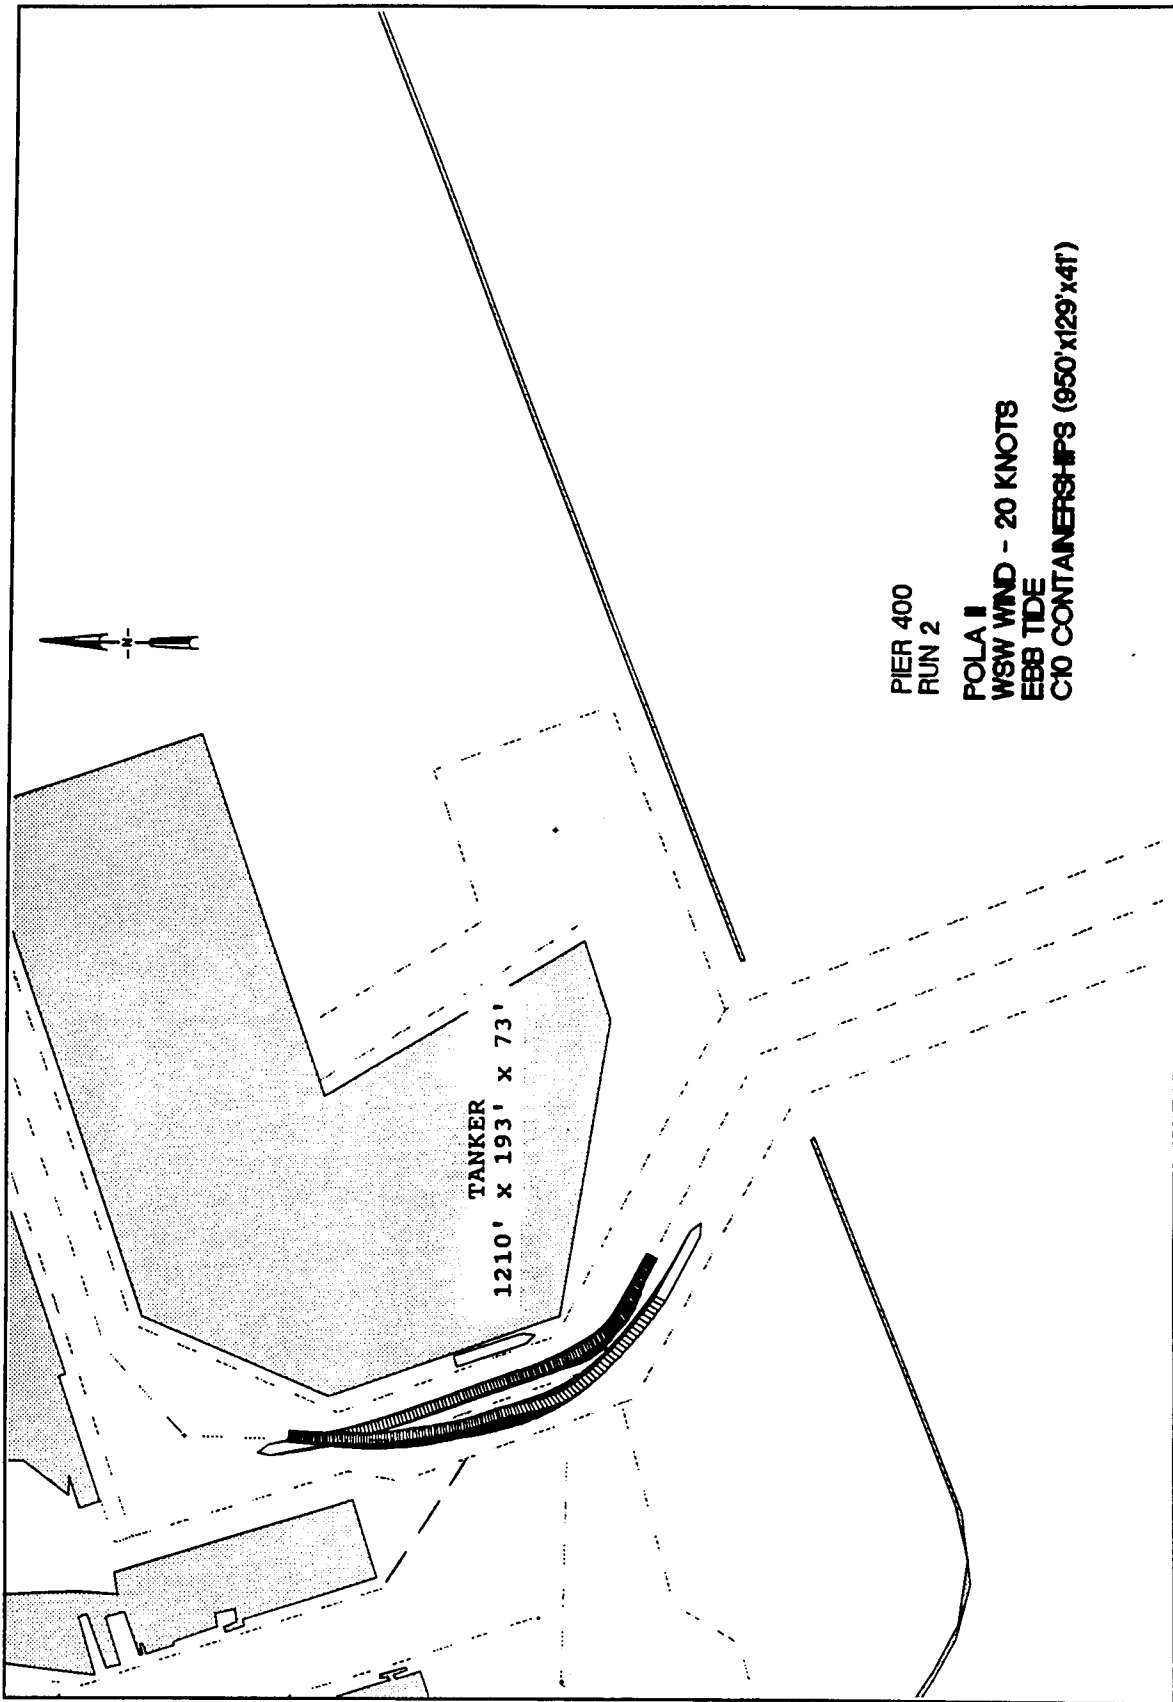 -N-
TANKER
1210' x 193' x 73'
PIER 400
RUN 2
POLA II
WSW WIND - 20 KNOTS
EBB TIDE
C10 CONTAINERSHIPS (950'x129'x41')